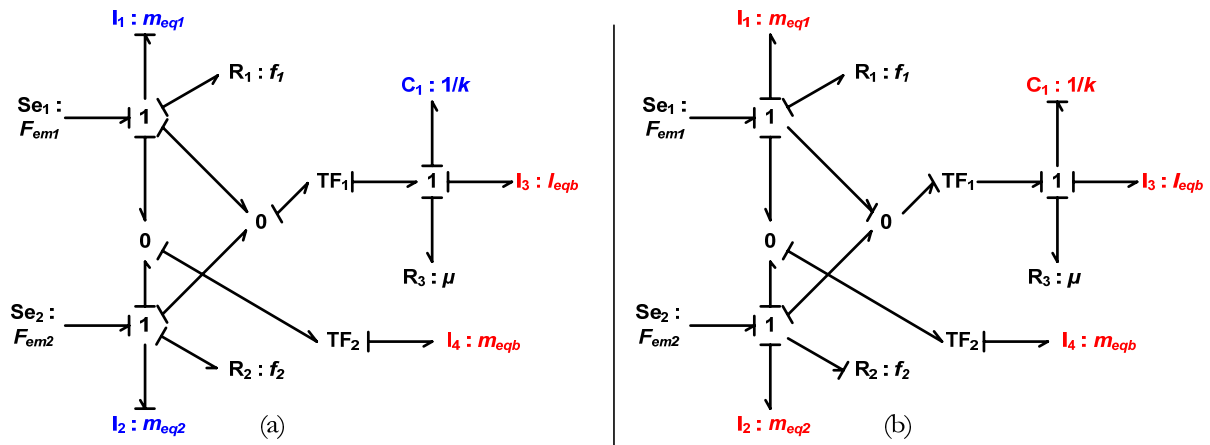 I₁ : m_eq1
R₁ : f₁
C₁ : 1/k
Se₁ :
F_em1
1
TF₁
1
I₃ : I_eqb
0
0
R₃ : μ
Se₂ :
F_em2
1
TF₂
I₄ : m_eqb
R₂ : f₂
I₂ : m_eq2
(a)
I₁ : m_eq1
R₁ : f₁
C₁ : 1/k
Se₁ :
F_em1
1
TF₁
1
I₃ : I_eqb
0
0
R₃ : μ
Se₂ :
F_em2
1
TF₂
I₄ : m_eqb
R₂ : f₂
I₂ : m_eq2
(b)